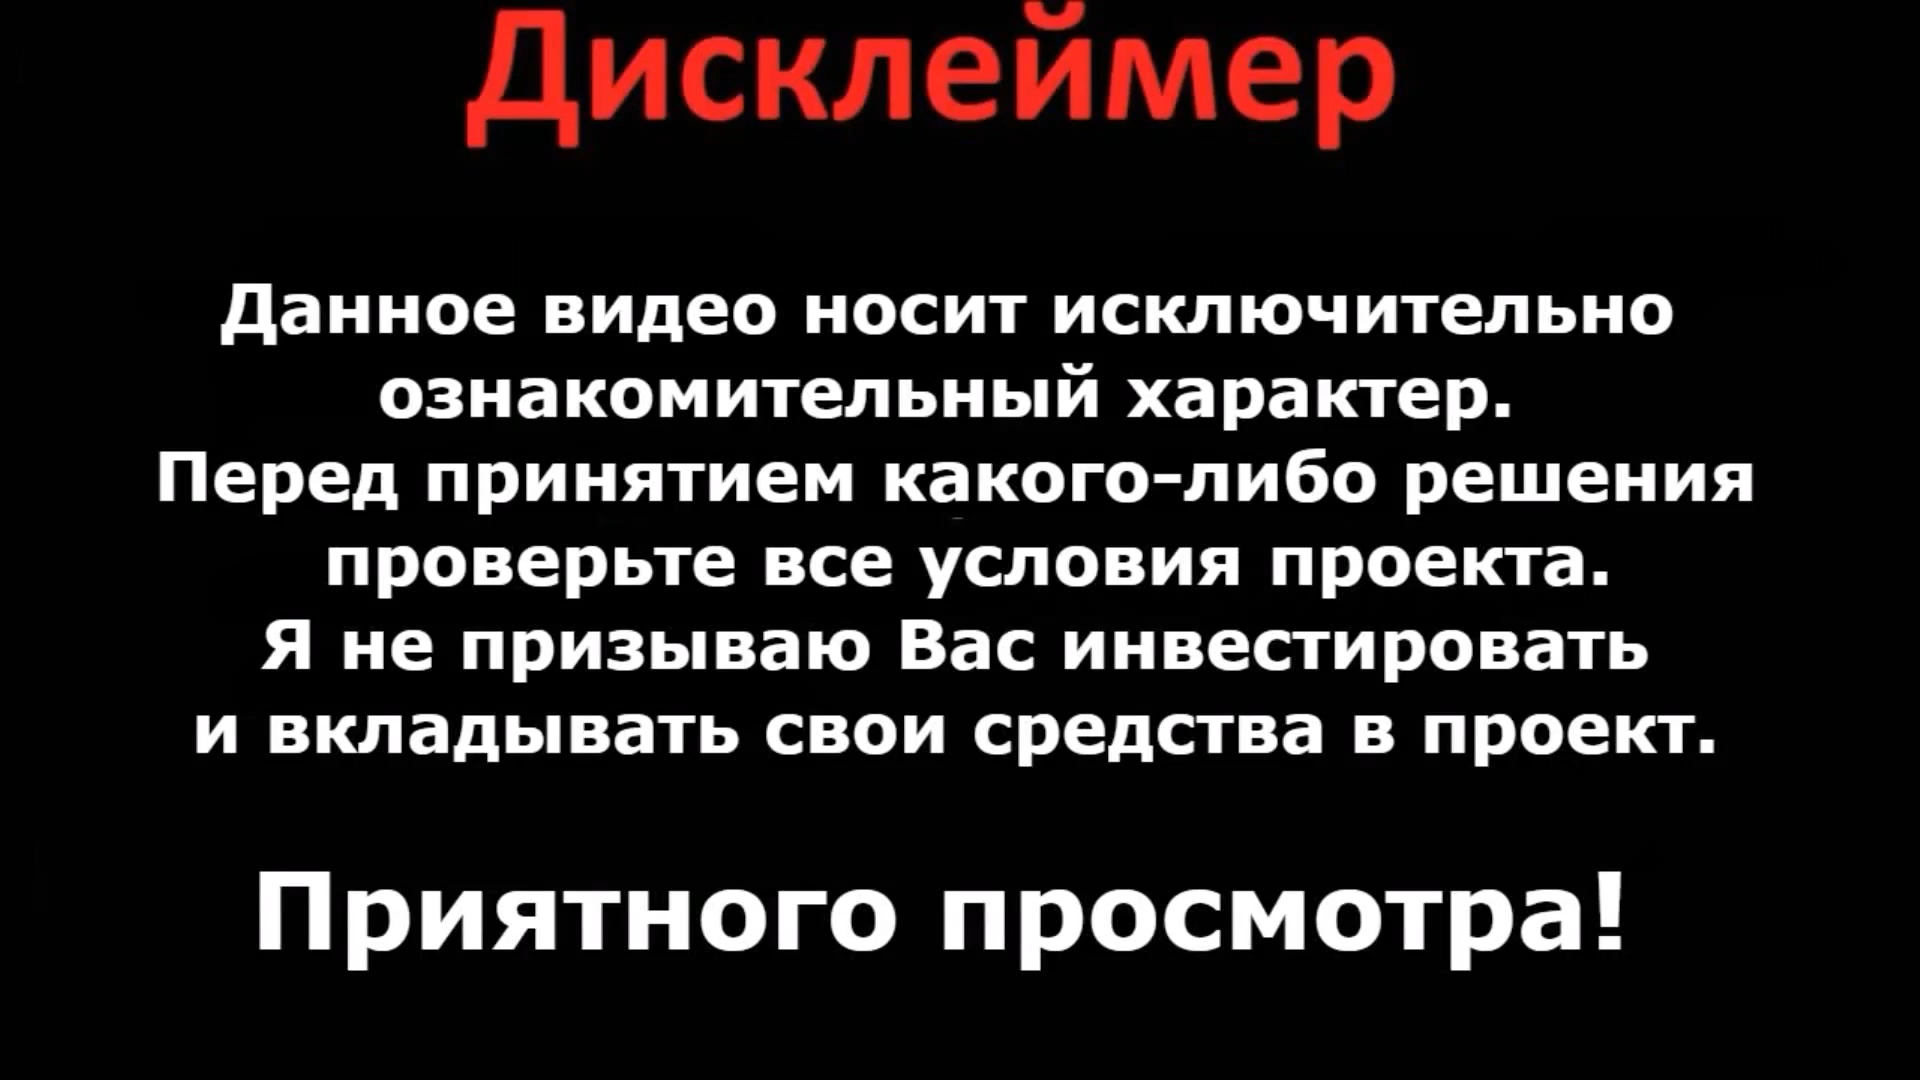 Дисклеймер
Данное видео носит исключительно
ознакомительный характер.
Перед принятием какого-либо решения
проверьте все условия проекта.
Я не призываю Вас инвестировать
и вкладывать свои средства в проект.
Приятного просмотра!